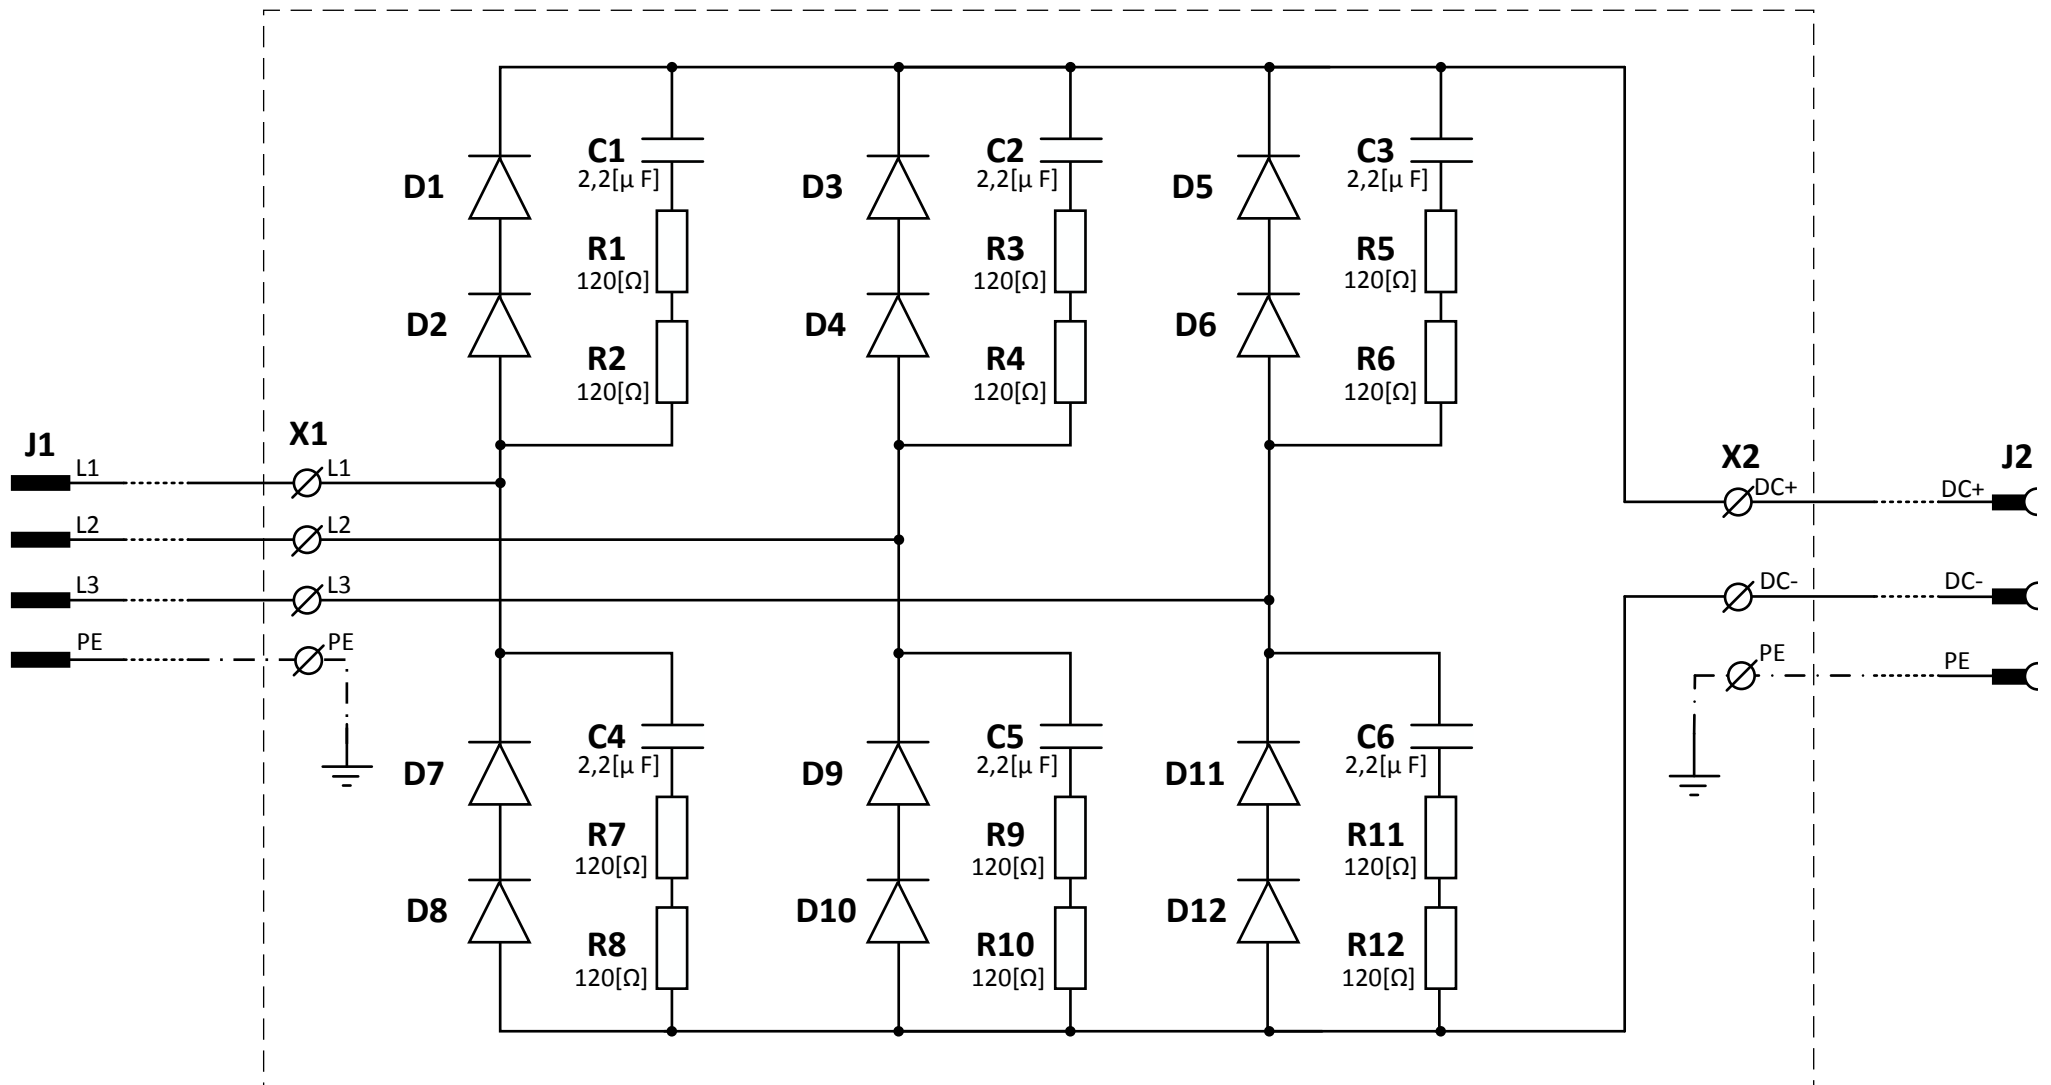 C1
2,2[µ F]
C2
2,2[µ F]
C3
2,2[µ F]
D1
D3
D5
R1
120[Ω]
R3
120[Ω]
R5
120[Ω]
D2
D4
D6
R2
120[Ω]
R4
120[Ω]
R6
120[Ω]
J1
X1
X2
J2
L1
L1
DC+
DC+
L2
L2
L3
L3
DC-
DC-
PE
PE
PE
PE
C4
2,2[µ F]
C5
2,2[µ F]
C6
2,2[µ F]
D7
D9
D11
R7
120[Ω]
R9
120[Ω]
R11
120[Ω]
D8
D10
D12
R8
120[Ω]
R10
120[Ω]
R12
120[Ω]